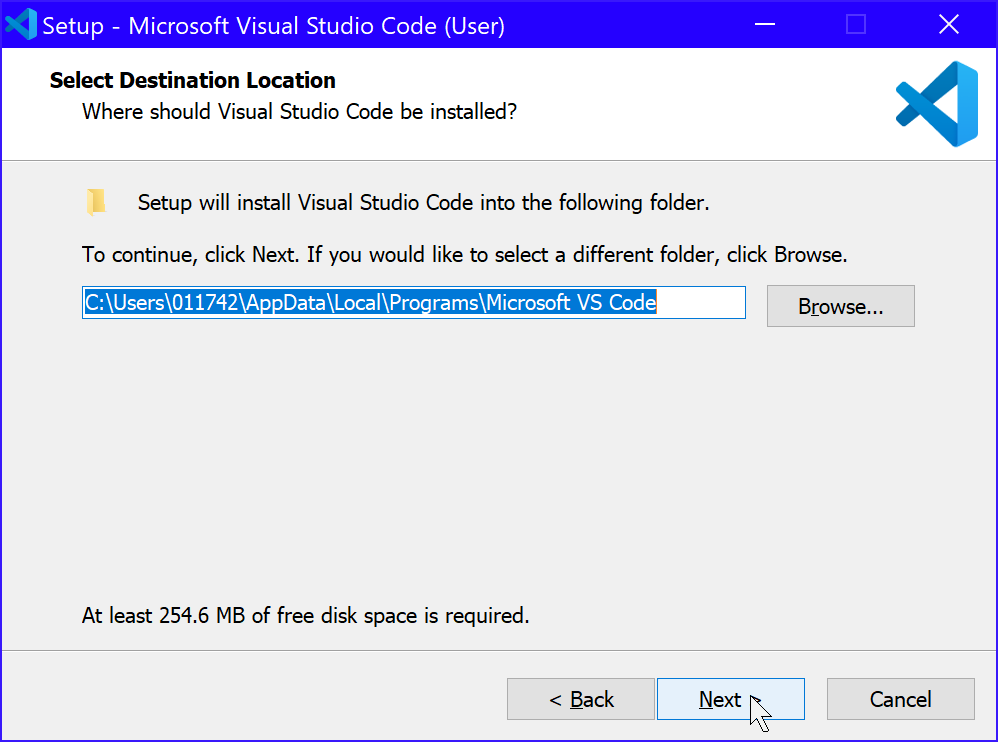 Setup - Microsoft Visual Studio Code (User)
Select Destination Location
Where should Visual Studio Code be installed?
Setup will install Visual Studio Code into the following folder.
To continue, click Next. If you would like to select a different folder, click Browse.
C:\Users\011742\AppData\Local\Programs\Microsoft VS Code
Browse...
At least 254.6 MB of free disk space is required.
< Back
Next >
Cancel